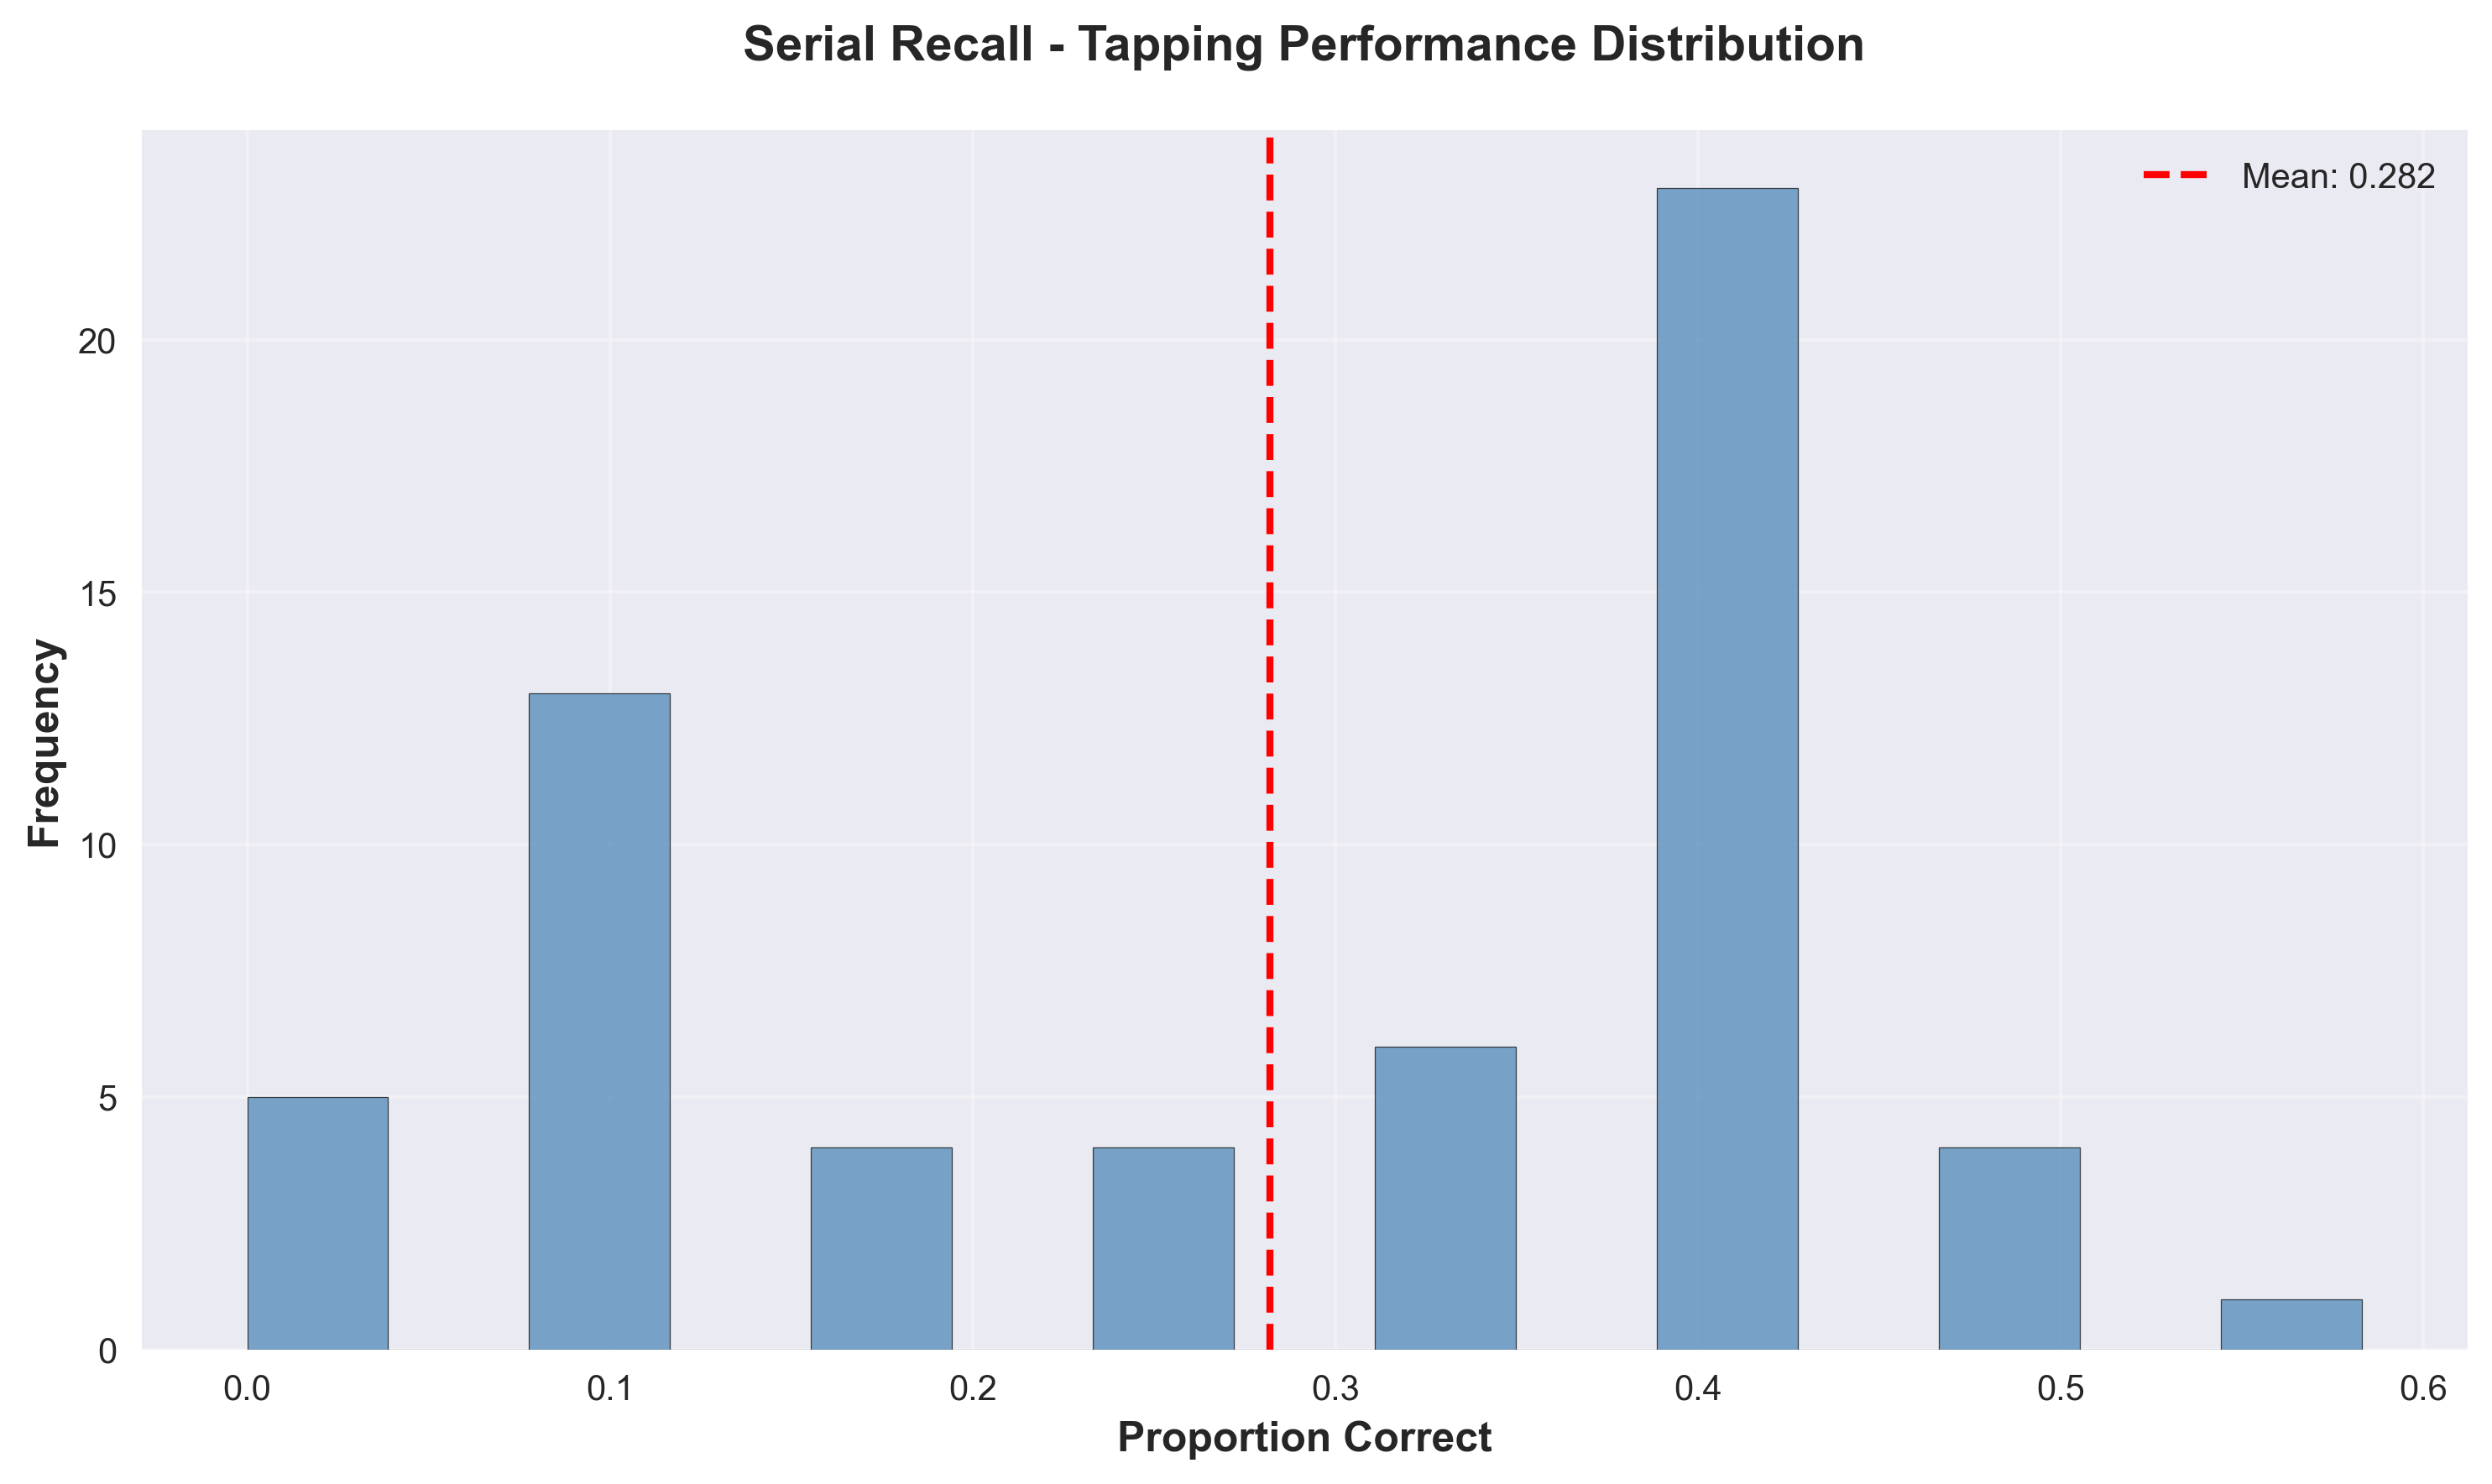 Serial Recall - Tapping Performance Distribution
Mean: 0.282
Frequency
20
15
10
5
0
0.0 0.1 0.2 0.3 0.4 0.5 0.6
Proportion Correct